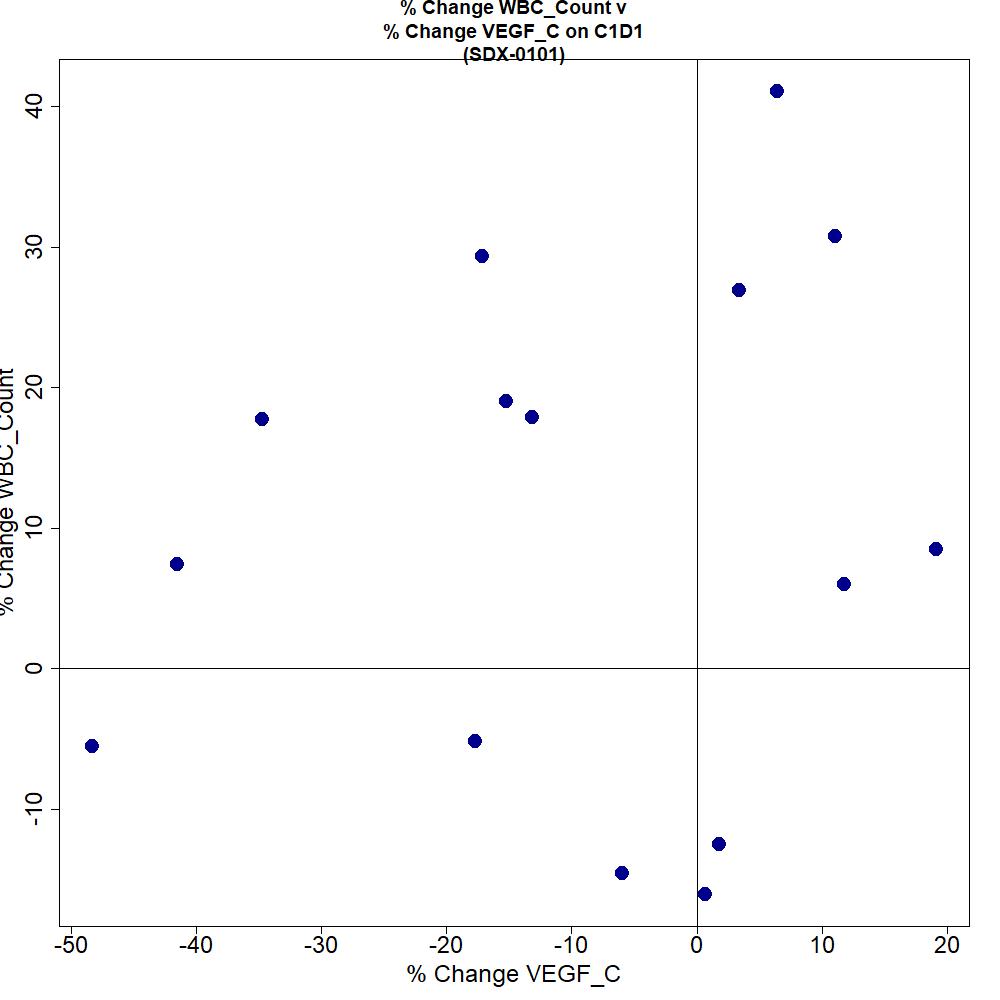 % Change WBC_Count v
% Change VEGF_C on C1D1
(SDX-0101)
% Change WBC_Count
40
30
20
10
0
-10
-50 -40 -30 -20 -10 0 10 20
% Change VEGF_C